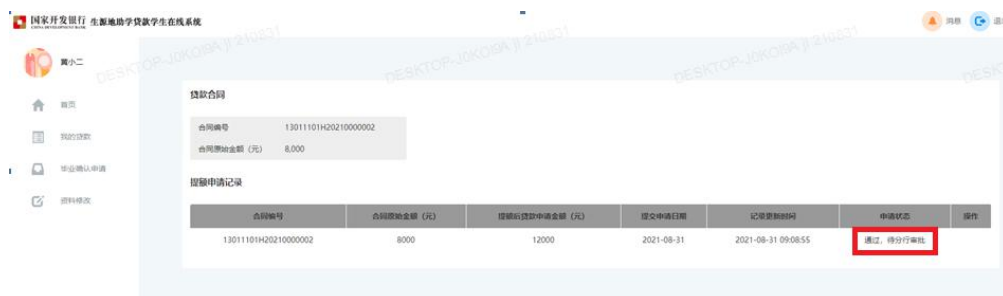 国家开发银行 生源地助学贷款学生在线系统
CHINA DEVELOPMENT BANK
消息
冀小二
首页
我的贷款
毕业确认申请
资料修改
贷款合同
合同编号 13011101H20210000002
合同原始金额（元） 8,000
提额申请记录
合同编号 合同原始金额（元） 提额后贷款申请金额（元） 提交申请日期 记录更新时间 申请状态 操作
13011101H20210000002 8000 12000 2021-08-31 2021-08-31 09:08:55 通过，待分行审批